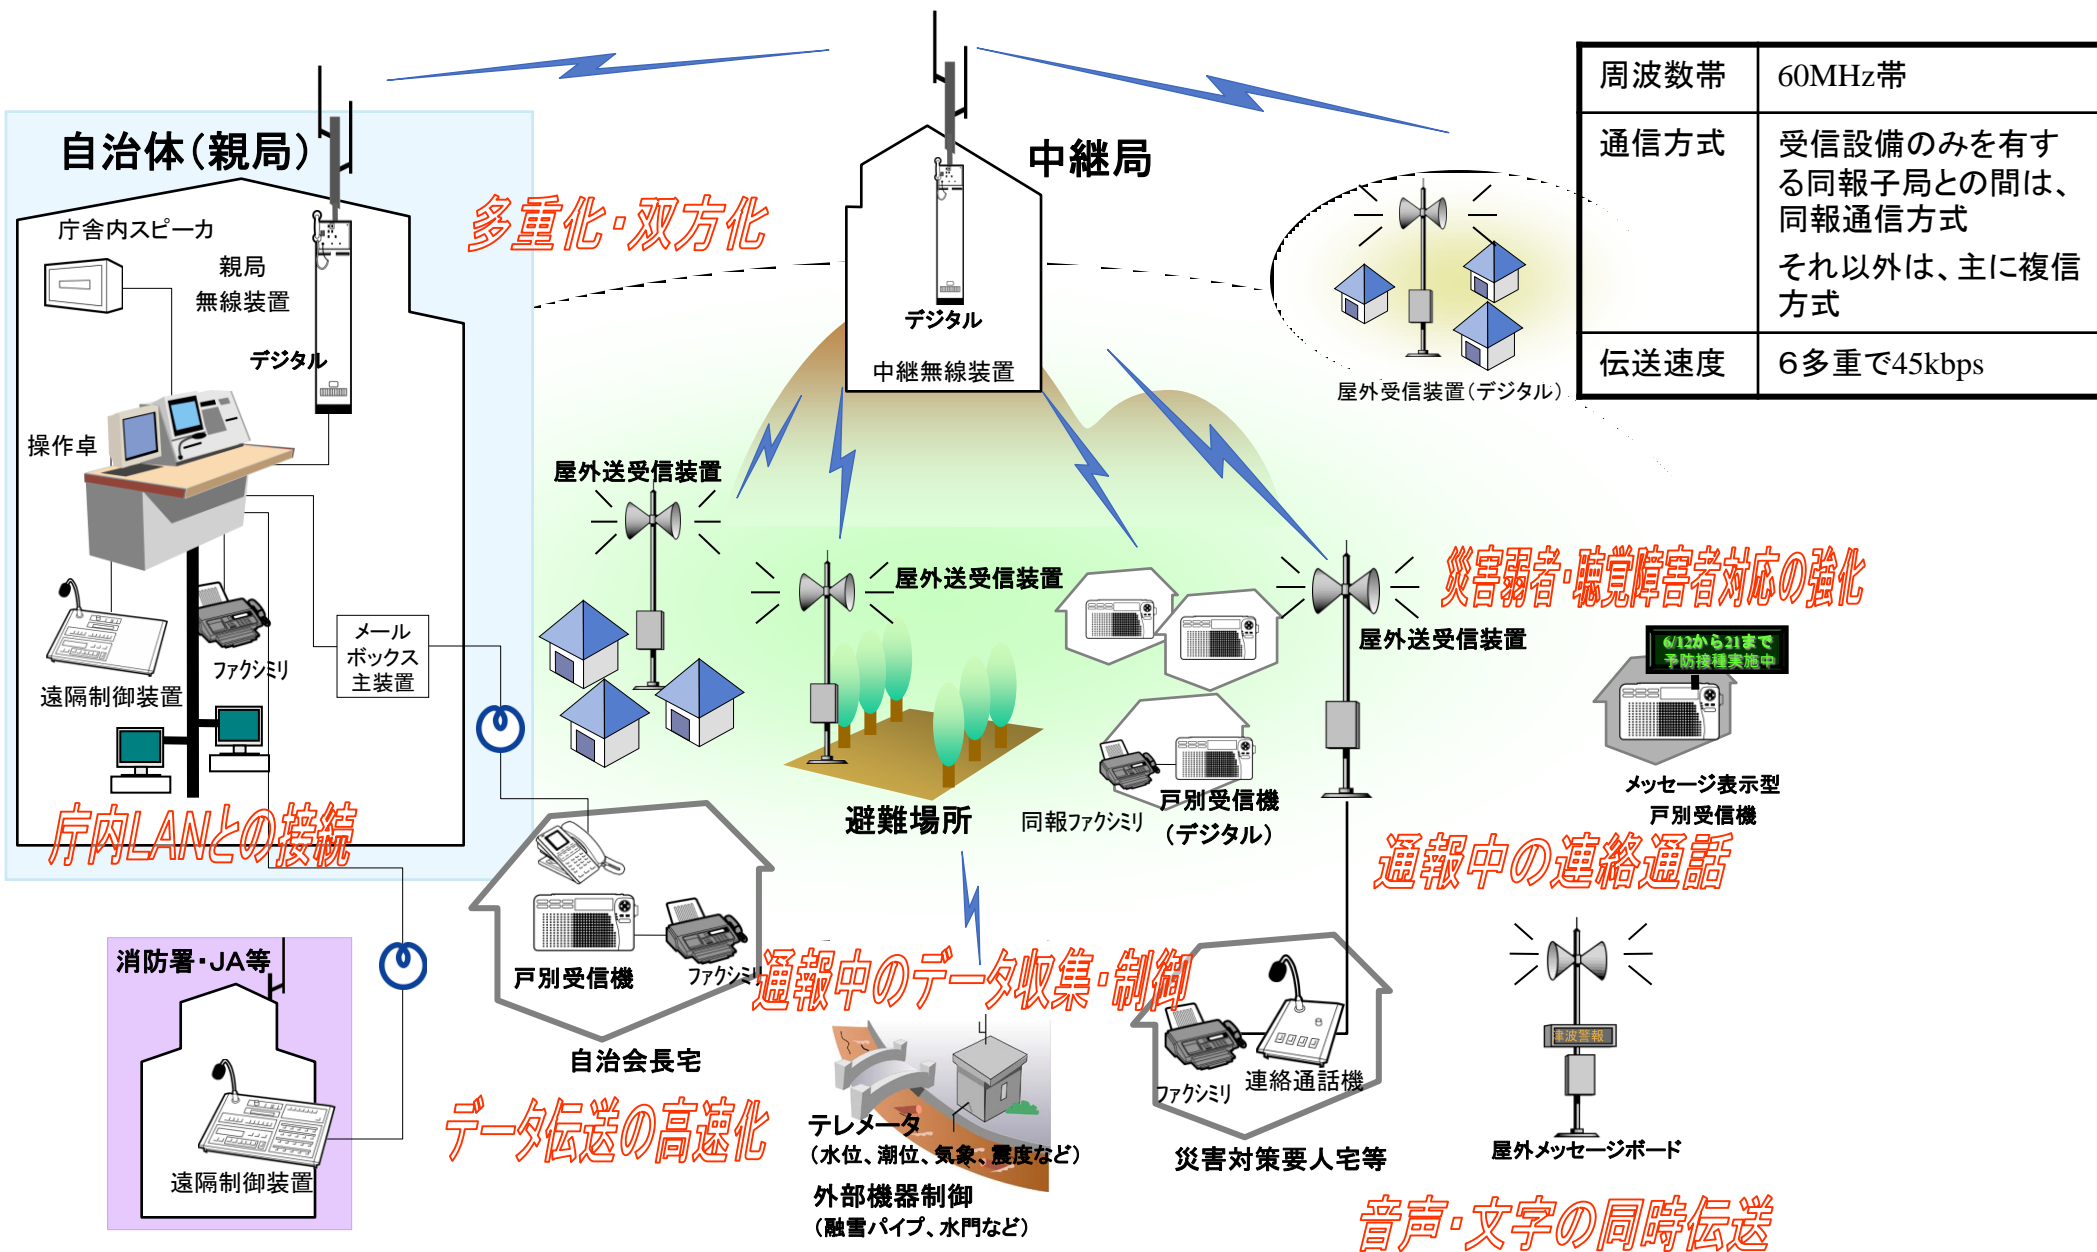 自治体(親局)
庁舎内スピーカ
親局
無線装置
デジタル
操作卓
遠隔制御装置
ファクシミリ
メール
ボックス
主装置
庁内LANとの接続
消防署・JA等
遠隔制御装置
多重化・双方化
中継局
デジタル
中継無線装置
屋外受信装置(デジタル)
周波数帯
60MHz帯
通信方式
受信設備のみを有す
る同報子局との間は、
同報通信方式
それ以外は、主に複信
方式
伝送速度
6多重で45kbps
屋外送受信装置
屋外送受信装置
屋外送受信装置
避難場所
同報ファクシミリ
戸別受信機
(デジタル)
災害弱者・聴覚障害者対応の強化
6/12から21まで
予防接種実施中
メッセージ表示型
戸別受信機
通報中の連絡通話
戸別受信機
ファクシミリ
自治会長宅
データ伝送の高速化
通報中のデータ収集・制御
テレメータ
(水位、潮位、気象、震度など)
外部機器制御
(融雪パイプ、水門など)
ファクシミリ
連絡通話機
災害対策要人宅等
津波警報
屋外メッセージボード
音声・文字の同時伝送